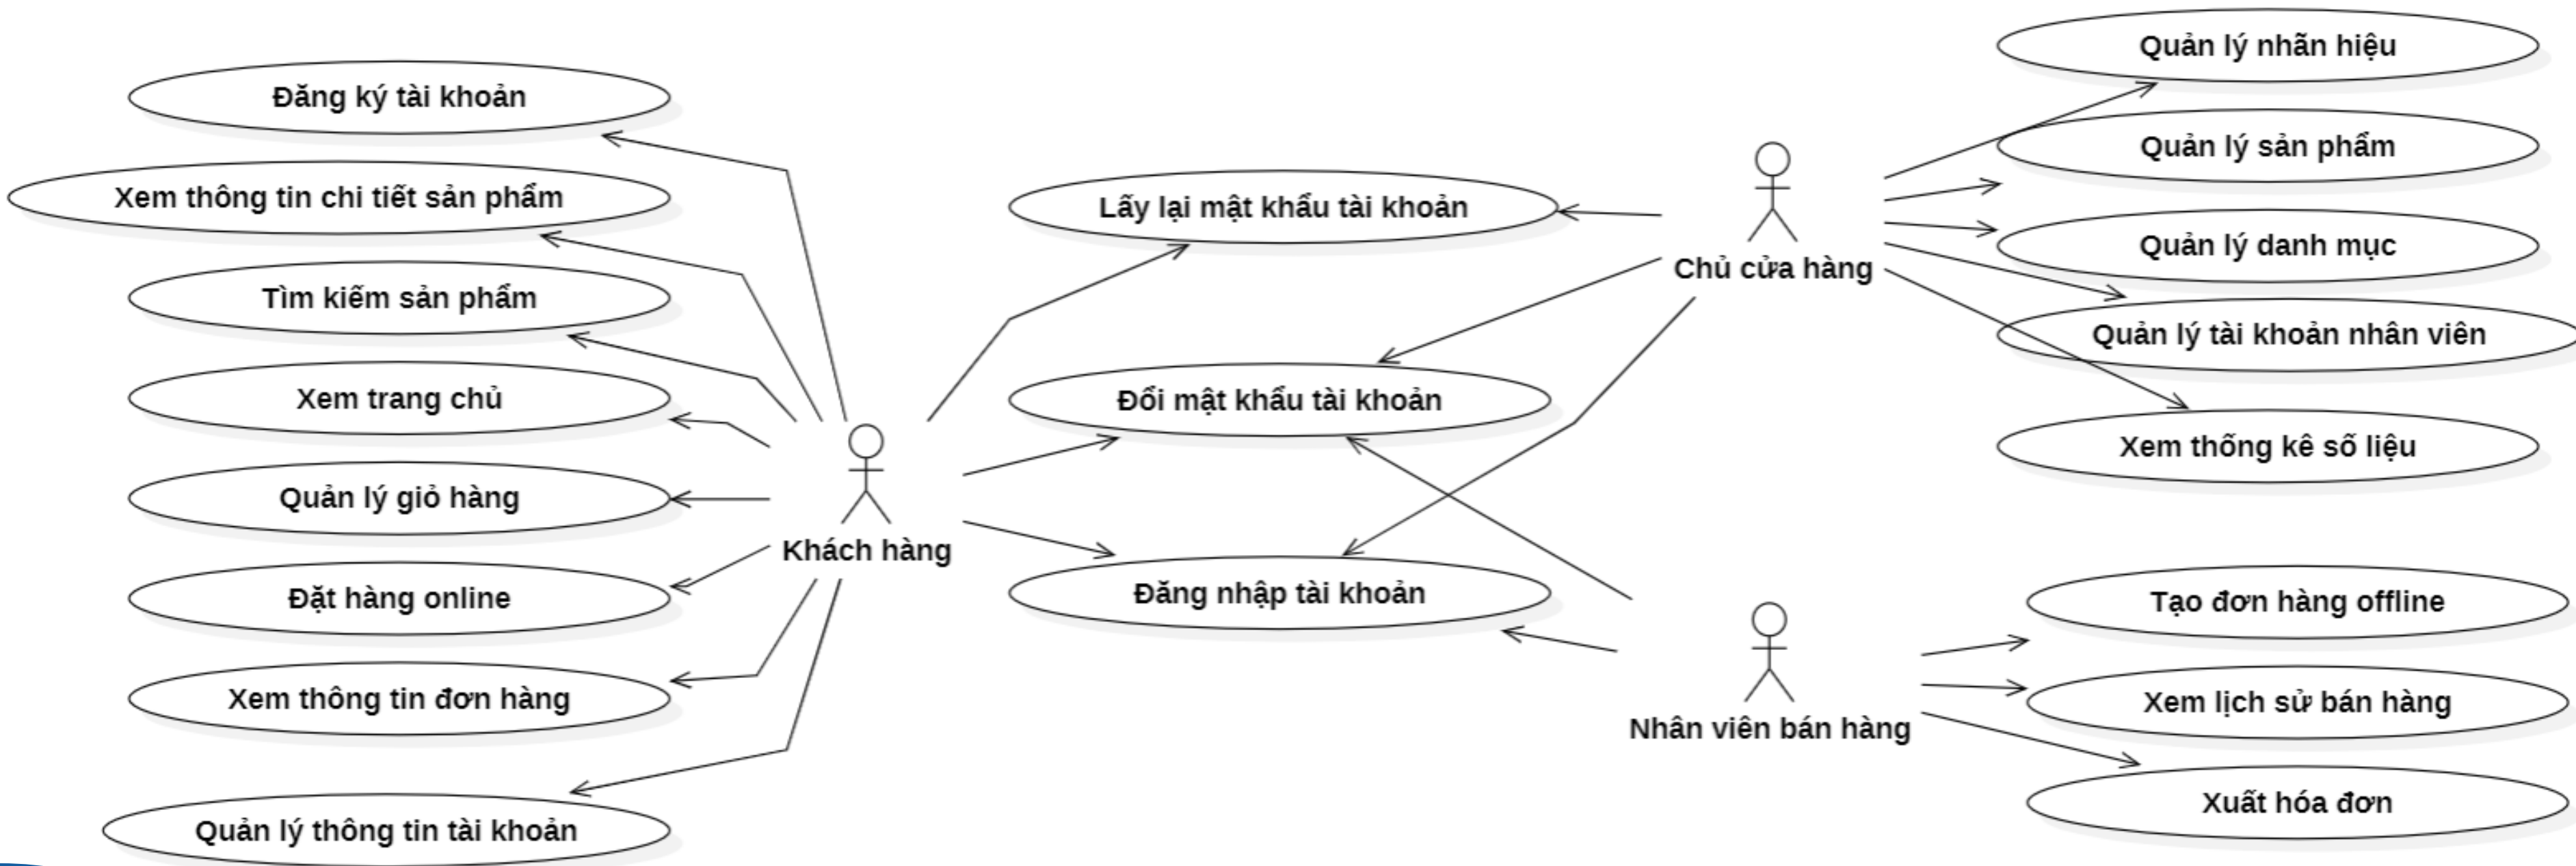 Đăng ký tài khoản
Xem thông tin chi tiết sản phẩm
Tìm kiếm sản phẩm
Xem trang chủ
Quản lý giỏ hàng
Đặt hàng online
Xem thông tin đơn hàng
Quản lý thông tin tài khoản
Khách hàng
Lấy lại mật khẩu tài khoản
Đổi mật khẩu tài khoản
Đăng nhập tài khoản
Chủ cửa hàng
Nhân viên bán hàng
Quản lý nhãn hiệu
Quản lý sản phẩm
Quản lý danh mục
Quản lý tài khoản nhân viên
Xem thống kê số liệu
Tạo đơn hàng offline
Xem lịch sử bán hàng
Xuất hóa đơn